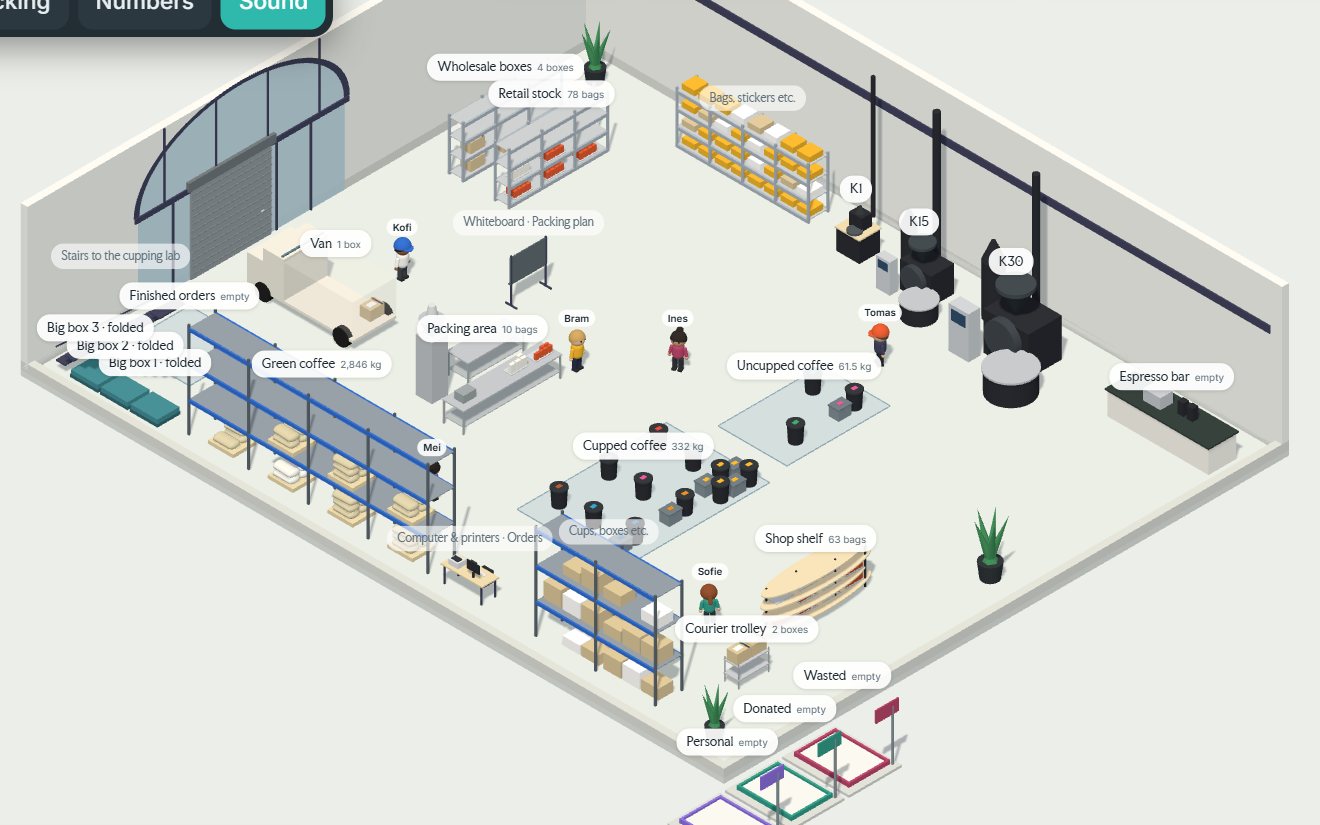 Numbers
Sound
Wholesale boxes 4 boxes
Retail stock 78 bags
Bags, stickers etc.
K1
K15
K30
Whiteboard · Packing plan
Kofi
Van 1 box
Stairs to the cupping lab
Finished orders empty
Big box 3 · folded
Big box 2 · folded
Big box 1 · folded
Green coffee 2,846 kg
Packing area 10 bags
Bram
Ines
Tomas
Uncupped coffee 61.5 kg
Espresso bar empty
Mei
Cupped coffee 332 kg
Computer & printers · Orders
Cups, boxes etc.
Shop shelf 63 bags
Sofie
Courier trolley 2 boxes
Wasted empty
Donated empty
Personal empty